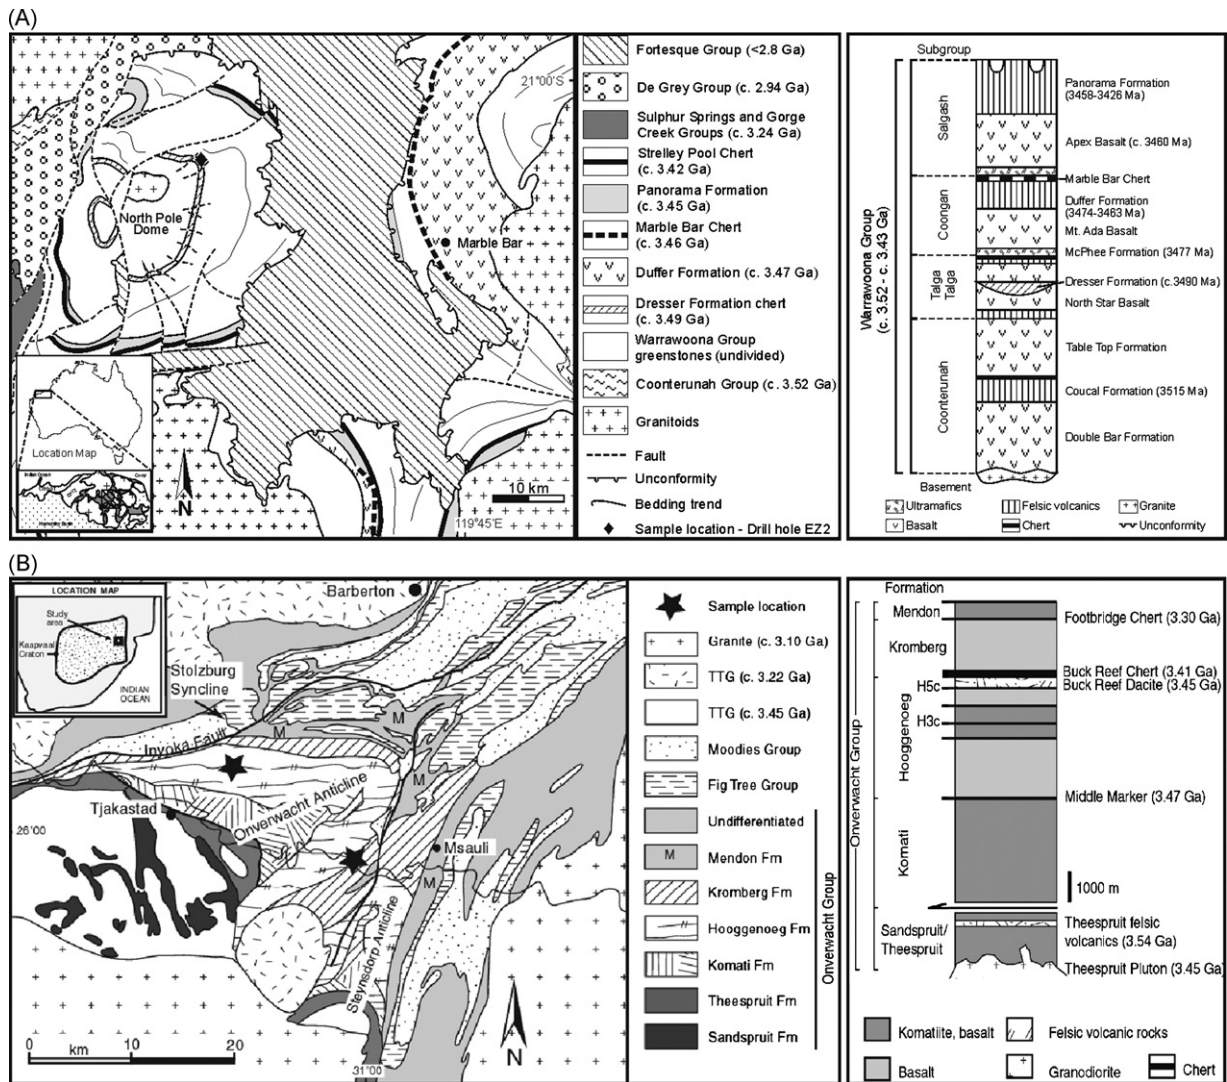 (A)
North Pole
Dome
Marble Bar
21°00'S
119°45'E
10 km
N
Location Map
Fortesque Group (<2.8 Ga)
De Grey Group (c. 2.94 Ga)
Sulphur Springs and Gorge
Creek Groups (c. 3.24 Ga)
Strelley Pool Chert
(c. 3.42 Ga)
Panorama Formation
(c. 3.45 Ga)
Marble Bar Chert
(c. 3.46 Ga)
Duffer Formation (c. 3.47 Ga)
Dresser Formation chert
(c. 3.49 Ga)
Warrawoona Group
greenstones (undivided)
Coonterunah Group (c. 3.52 Ga)
Granitoids
Fault
Unconformity
Bedding trend
Sample location - Drill hole EZ2
Subgroup
Warrawoona Group
(c. 3.52 - c. 3.43 Ga)
Salgash
Coongan
Talga
Talga
Coonterunah
Basement
Panorama Formation
(3458-3426 Ma)
Apex Basalt (c. 3460 Ma)
Marble Bar Chert
Duffer Formation
(3474-3463 Ma)
Mt. Ada Basalt
McPhee Formation (3477 Ma)
Dresser Formation (c.3490 Ma)
North Star Basalt
Table Top Formation
Coucal Formation (3515 Ma)
Double Bar Formation
Ultramafics
Felsic volcanics
Granite
Basalt
Chert
Unconformity
(B)
LOCATION MAP
Study
area
Kaapvaal
Craton
INDIAN
OCEAN
Barberton
Stolzburg
Syncline
Inyoka Fault
M
M
M
M
Tjakastad
Onverwacht Anticline
Msauli
26°00'
Steynsdorp Anticline
0 10 20
km
31°00'
N
Sample location
Granite (c. 3.10 Ga)
TTG (c. 3.22 Ga)
TTG (c. 3.45 Ga)
Moodies Group
Fig Tree Group
Undifferentiated
M
Mendon Fm
Kromberg Fm
Hooggenoeg Fm
Komati Fm
Theespruit Fm
Sandspruit Fm
Onverwacht Group
Formation
Onverwacht Group
Mendon
Kromberg
Hooggenoeg
H5c
H3c
Komati
Sandspruit/
Theespruit
Footbridge Chert (3.30 Ga)
Buck Reef Chert (3.41 Ga)
Buck Reef Dacite (3.45 Ga)
Middle Marker (3.47 Ga)
1000 m
Theespruit felsic
volcanics (3.54 Ga)
Theespruit Pluton (3.45 Ga)
Komatiite, basalt
Felsic volcanic rocks
Basalt
Granodiorite
Chert